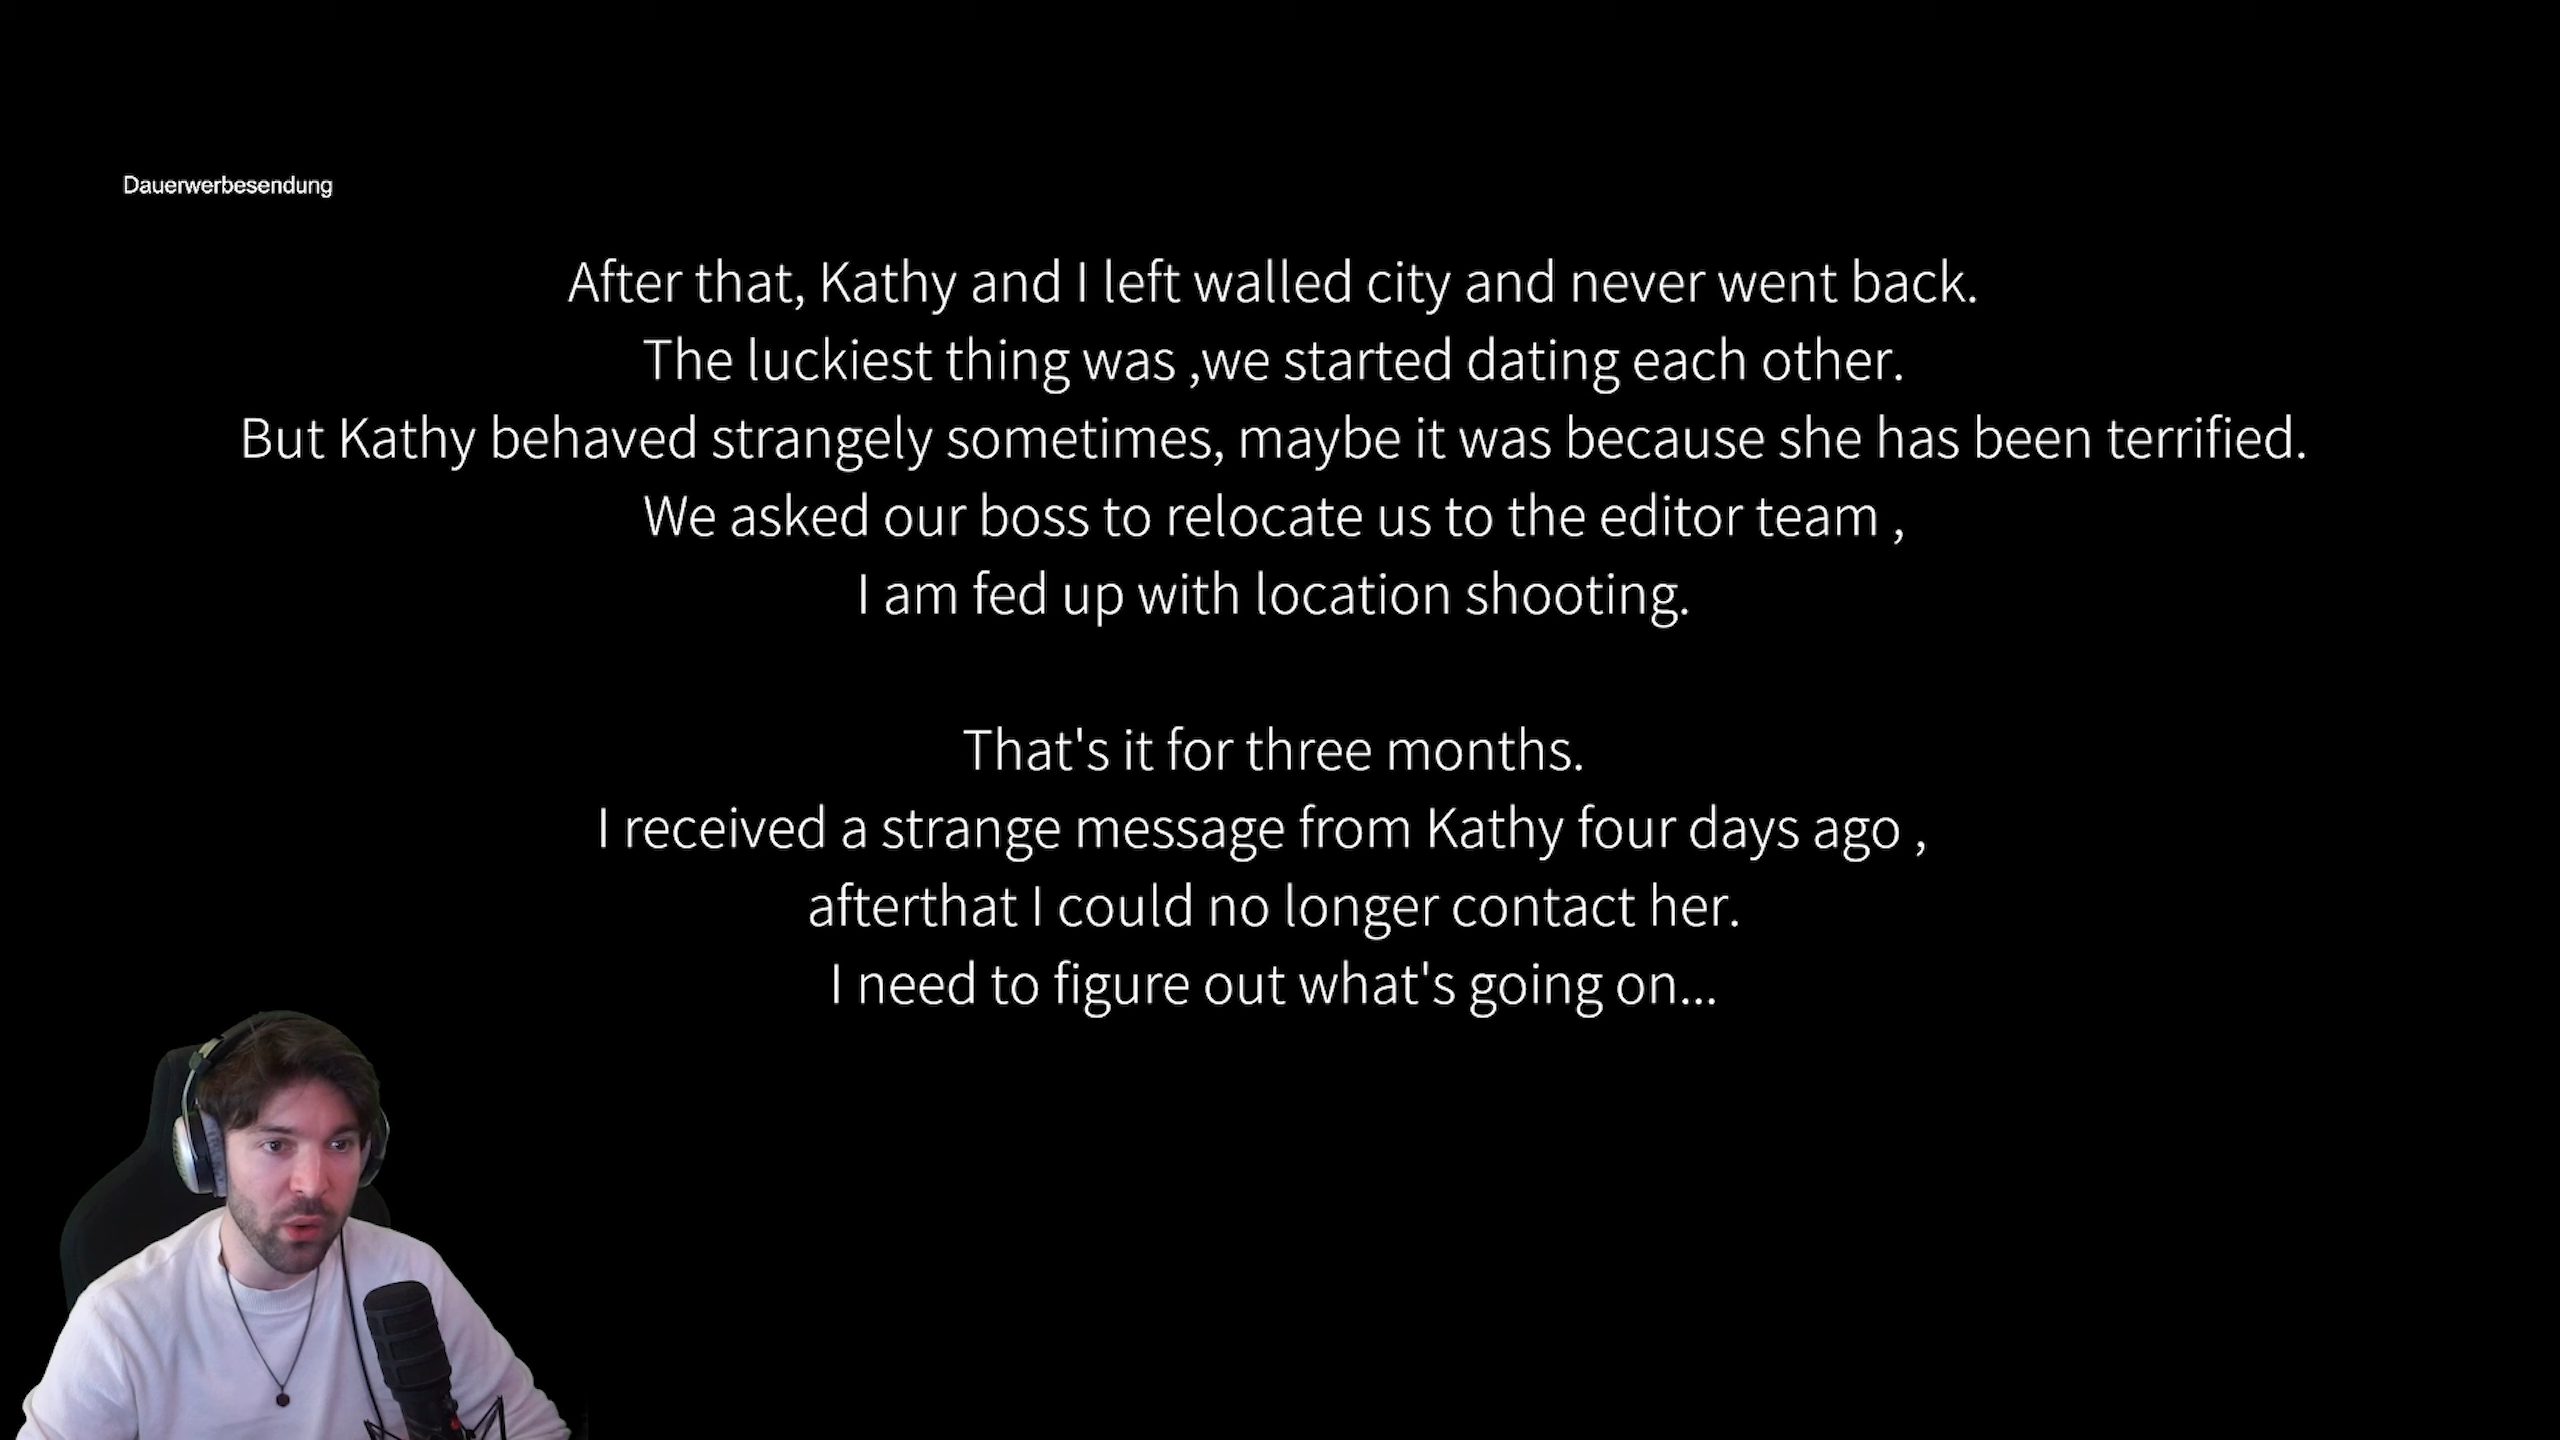 Dauerwerbesendung
After that, Kathy and I left walled city and never went back.
The luckiest thing was ,we started dating each other.
But Kathy behaved strangely sometimes, maybe it was because she has been terrified.
We asked our boss to relocate us to the editor team ,
I am fed up with location shooting.
That's it for three months.
I received a strange message from Kathy four days ago ,
afterthat I could no longer contact her.
I need to figure out what's going on...